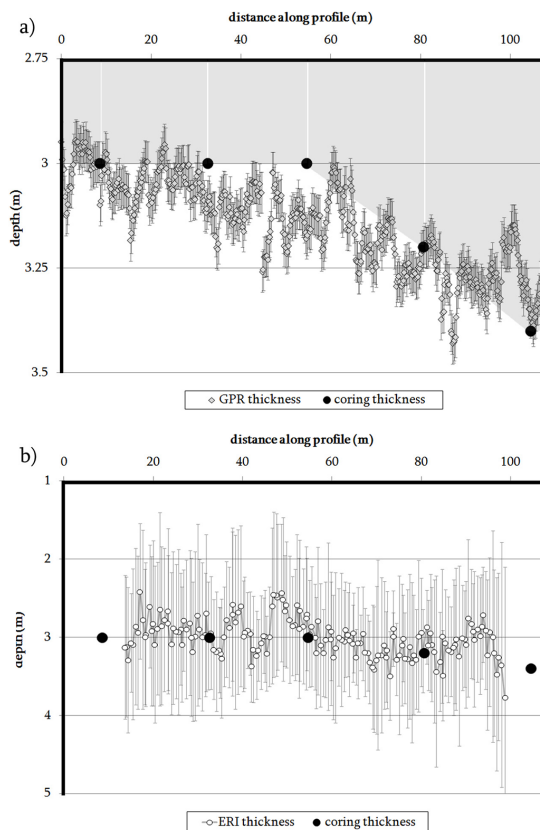 distance along profile (m)
a)
0 20 40 60 80 100
2.75
3
3.25
3.5
depth (m)
GPR thickness coring thickness
distance along profile (m)
b)
0 20 40 60 80 100
1
2
3
4
5
depth (m)
ERI thickness coring thickness